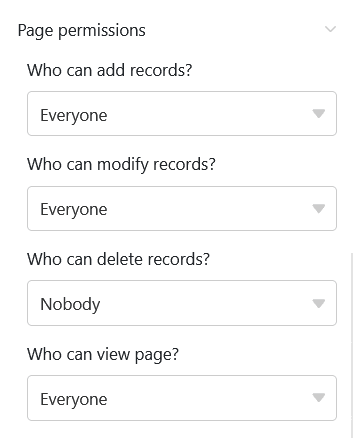 Page permissions
Who can add records?
Everyone
Who can modify records?
Everyone
Who can delete records?
Nobody
Who can view page?
Everyone